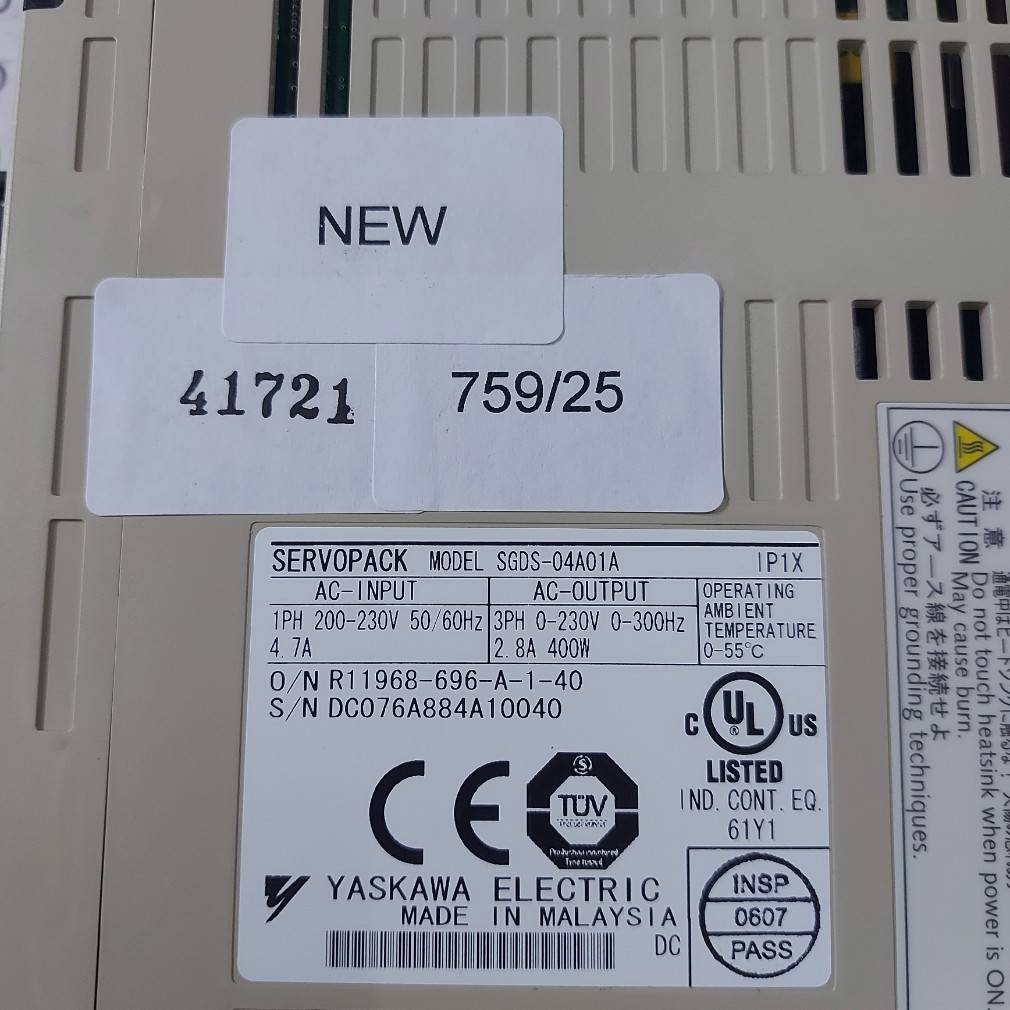 NEW
41721
759/25
SERVOPACK MODEL SGDS-04A01A IP1X
AC-INPUT AC-OUTPUT OPERATING AMBIENT TEMPERATURE
1PH 200-230V 50/60Hz 3PH 0-230V 0-300Hz
4.7A 2.8A 400W 0-55℃
O/N R11968-696-A-1-40
S/N DC076A884A10040
C UL ® US
LISTED
IND. CONT. EQ.
61Y1
CE
TÜV
Production monitored
Type tested
YASKAWA ELECTRIC
MADE IN MALAYSIA
DC
INSP
0607
PASS
注 意
CAUTION
Do not touch heatsink when power is ON.
May cause burn.
必ずアース線を接続せよ
Use proper grounding techniques.